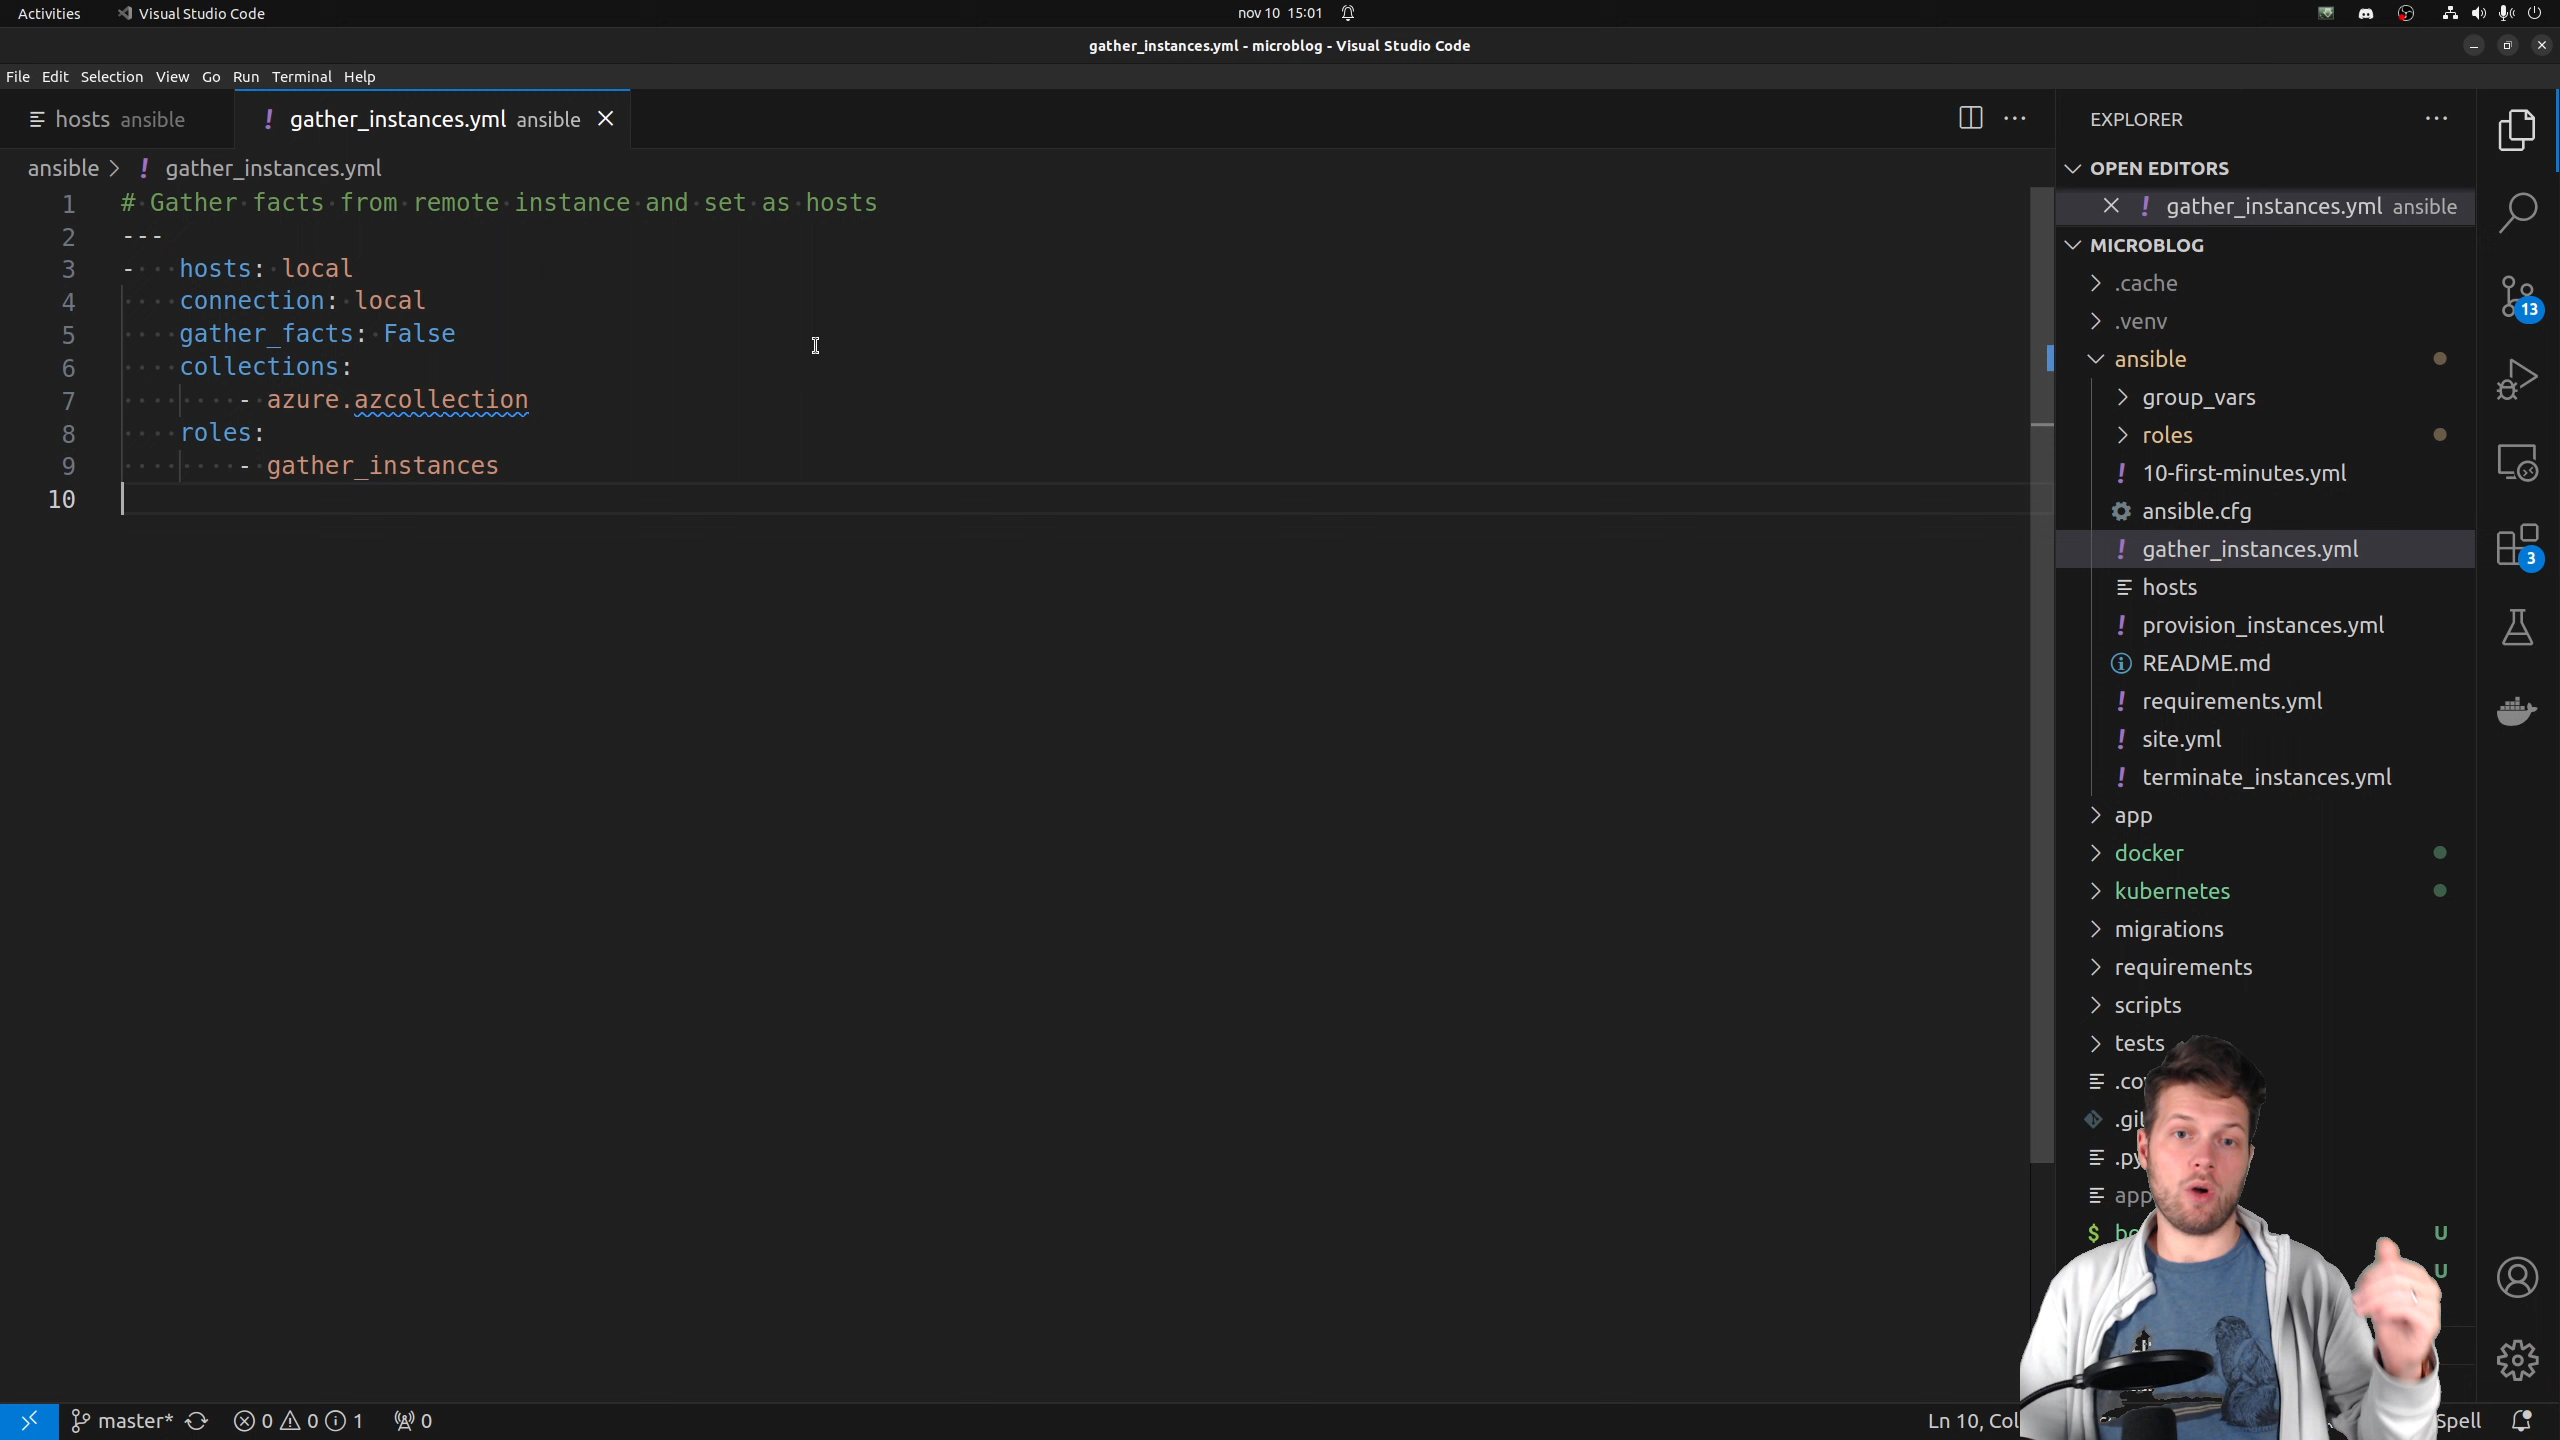 Activities
Visual Studio Code
nov 10 15:01
gather_instances.yml - microblog - Visual Studio Code
File Edit Selection View Go Run Terminal Help
hosts ansible
! gather_instances.yml ansible
ansible > ! gather_instances.yml
1 # Gather facts from remote instance and set as hosts
2 ---
3 - hosts: local
4 connection: local
5 gather_facts: False
6 collections:
7 - azure.azcollection
8 roles:
9 - gather_instances
10
EXPLORER
OPEN EDITORS
! gather_instances.yml ansible
MICROBLOG
.cache
.venv
ansible
group_vars
roles
! 10-first-minutes.yml
ansible.cfg
! gather_instances.yml
hosts
! provision_instances.yml
README.md
! requirements.yml
! site.yml
! terminate_instances.yml
app
docker
kubernetes
migrations
requirements
scripts
tests
U
U
13
3
master*
0 0 1
0
Ln 10, Col
Spell